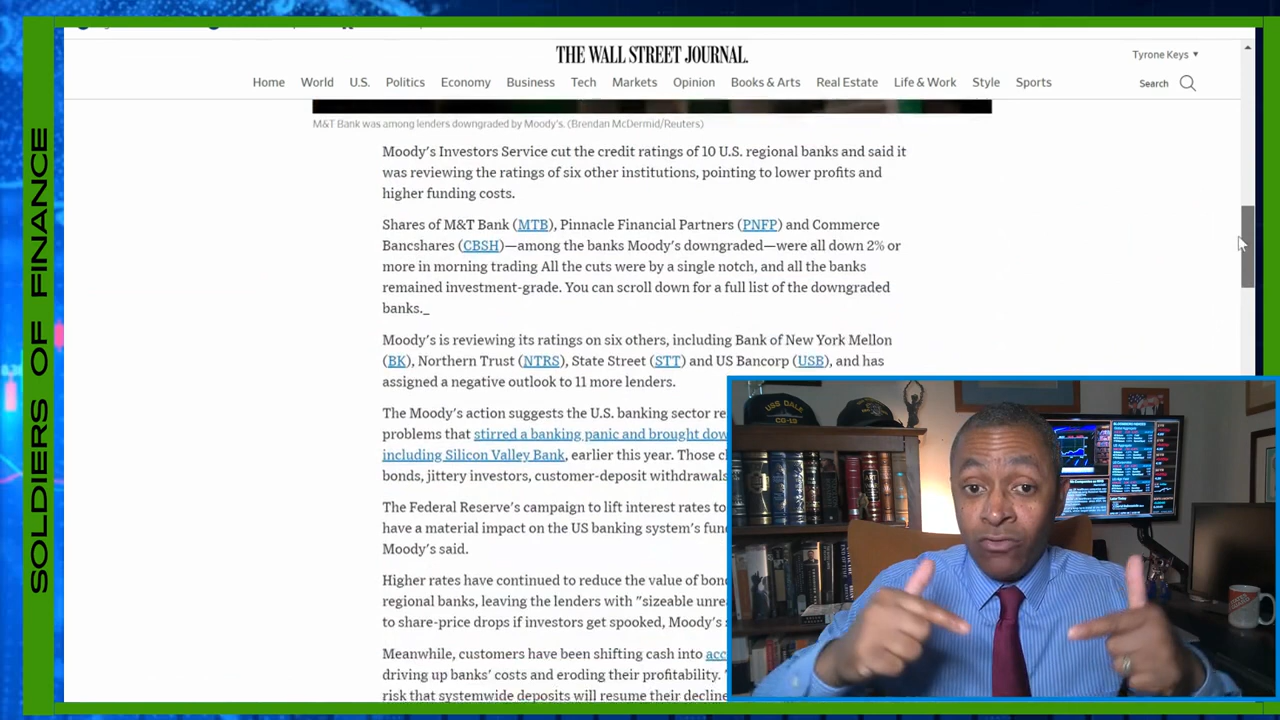 SOLDIERS OF FINANCE
THE WALL STREET JOURNAL.
Tyrone Keys
Home World U.S. Politics Economy Business Tech Markets Opinion Books & Arts Real Estate Life & Work Style Sports
Search
M&T Bank was among lenders downgraded by Moody's. (Brendan McDermid/Reuters)
Moody's Investors Service cut the credit ratings of 10 U.S. regional banks and said it
was reviewing the ratings of six other institutions, pointing to lower profits and
higher funding costs.
Shares of M&T Bank (MTB), Pinnacle Financial Partners (PNFP) and Commerce
Bancshares (CBSH)—among the banks Moody's downgraded—were all down 2% or
more in morning trading All the cuts were by a single notch, and all the banks
remained investment-grade. You can scroll down for a full list of the downgraded
banks._
Moody's is reviewing its ratings on six others, including Bank of New York Mellon
(BK), Northern Trust (NTRS), State Street (STT) and US Bancorp (USB), and has
assigned a negative outlook to 11 more lenders.
The Moody's action suggests the U.S. banking sector re
problems that stirred a banking panic and brought dow
including Silicon Valley Bank, earlier this year. Those c
bonds, jittery investors, customer-deposit withdrawals
The Federal Reserve's campaign to lift interest rates to
have a material impact on the US banking system's fun
Moody's said.
Higher rates have continued to reduce the value of bon
regional banks, leaving the lenders with "sizeable unre
to share-price drops if investors get spooked, Moody's s
Meanwhile, customers have been shifting cash into acc
driving up banks' costs and eroding their profitability.
risk that systemwide deposits will resume their decline
USS DALE
CG-19